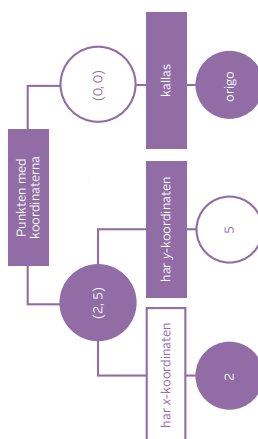 Punkten med
koordinaterna
(2, 5)
(0, 0)
har x-koordinaten
har y-koordinaten
kallas
2
5
origo